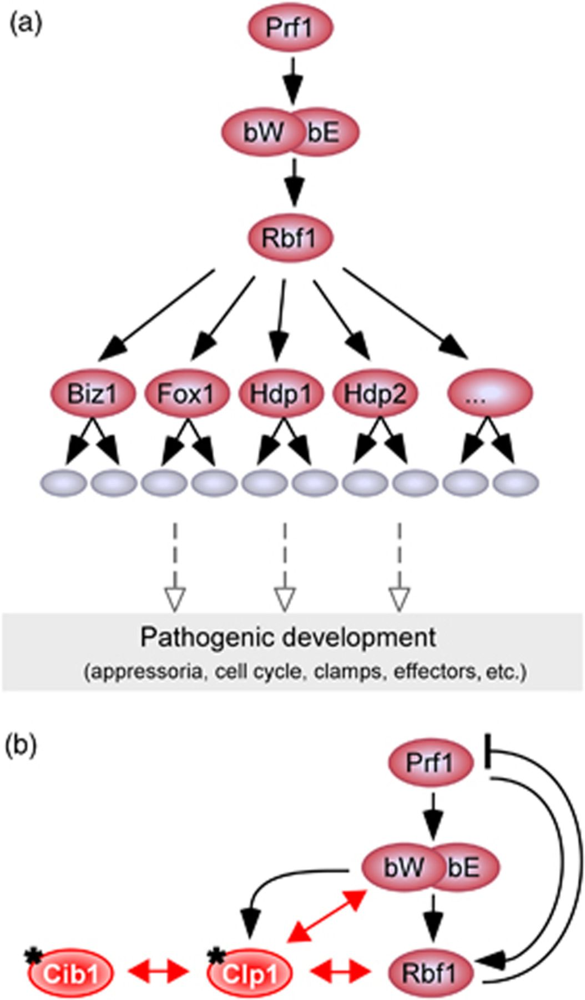 (a)
Prf1
bW bE
Rbf1
Biz1 Fox1 Hdp1 Hdp2 ...
Pathogenic development
(appressoria, cell cycle, clamps, effectors, etc.)
(b)
Prf1
bW bE
*Cib1 *Clp1 Rbf1